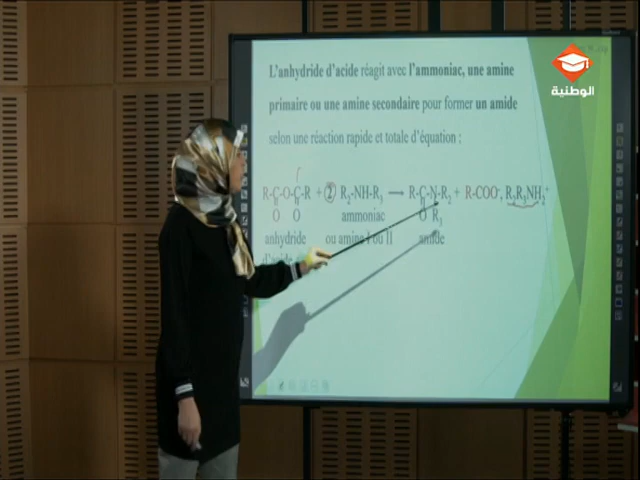 الوطنية
L'anhydride d'acide réagit avec l'ammoniac, une amine
primaire ou une amine secondaire pour former un amide
selon une réaction rapide et totale d'équation :
R-C-O-C-R + 2 R₂-NH-R₃ → R-C-N-R₂ + R-COO⁻, R₂R₃NH₂⁺
O O O R₃
anhydride ou amine I ou II amide
ammoniac
d'acide